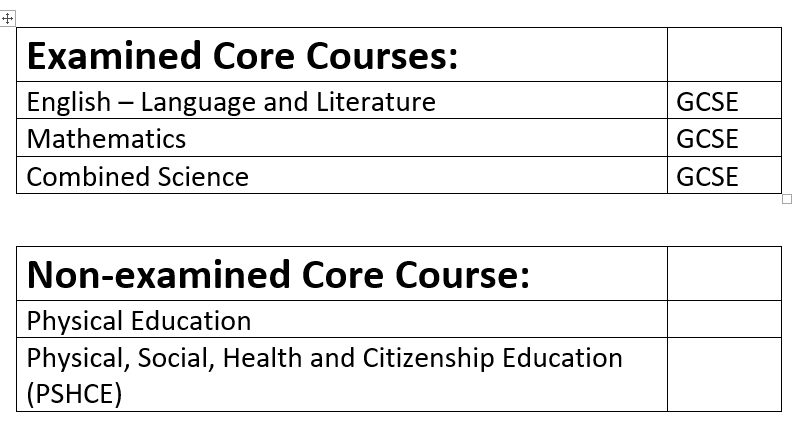 Examined Core Courses:
English – Language and Literature GCSE
Mathematics GCSE
Combined Science GCSE
Non-examined Core Course:
Physical Education
Physical, Social, Health and Citizenship Education
(PSHCE)